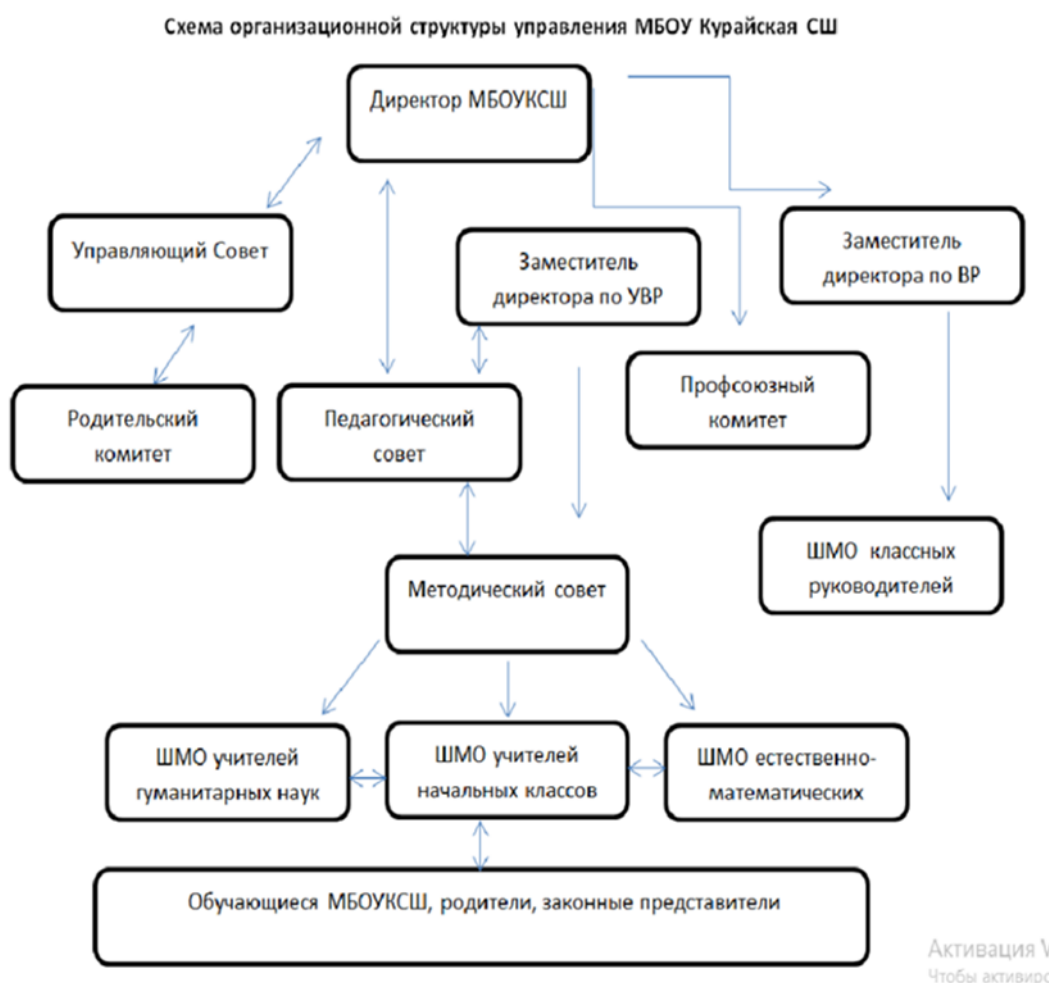 Схема организационной структуры управления МБОУ Курайская СШ
Директор МБОУКСШ
Управляющий Совет
Заместитель
директора по УВР
Заместитель
директора по ВР
Родительский
комитет
Педагогический
совет
Профсоюзный
комитет
ШМО классных
руководителей
Методический совет
ШМО учителей
гуманитарных наук
ШМО учителей
начальных классов
ШМО естественно-
математических
Обучающиеся МБОУКСШ, родители, законные представители
Активация
Чтобы